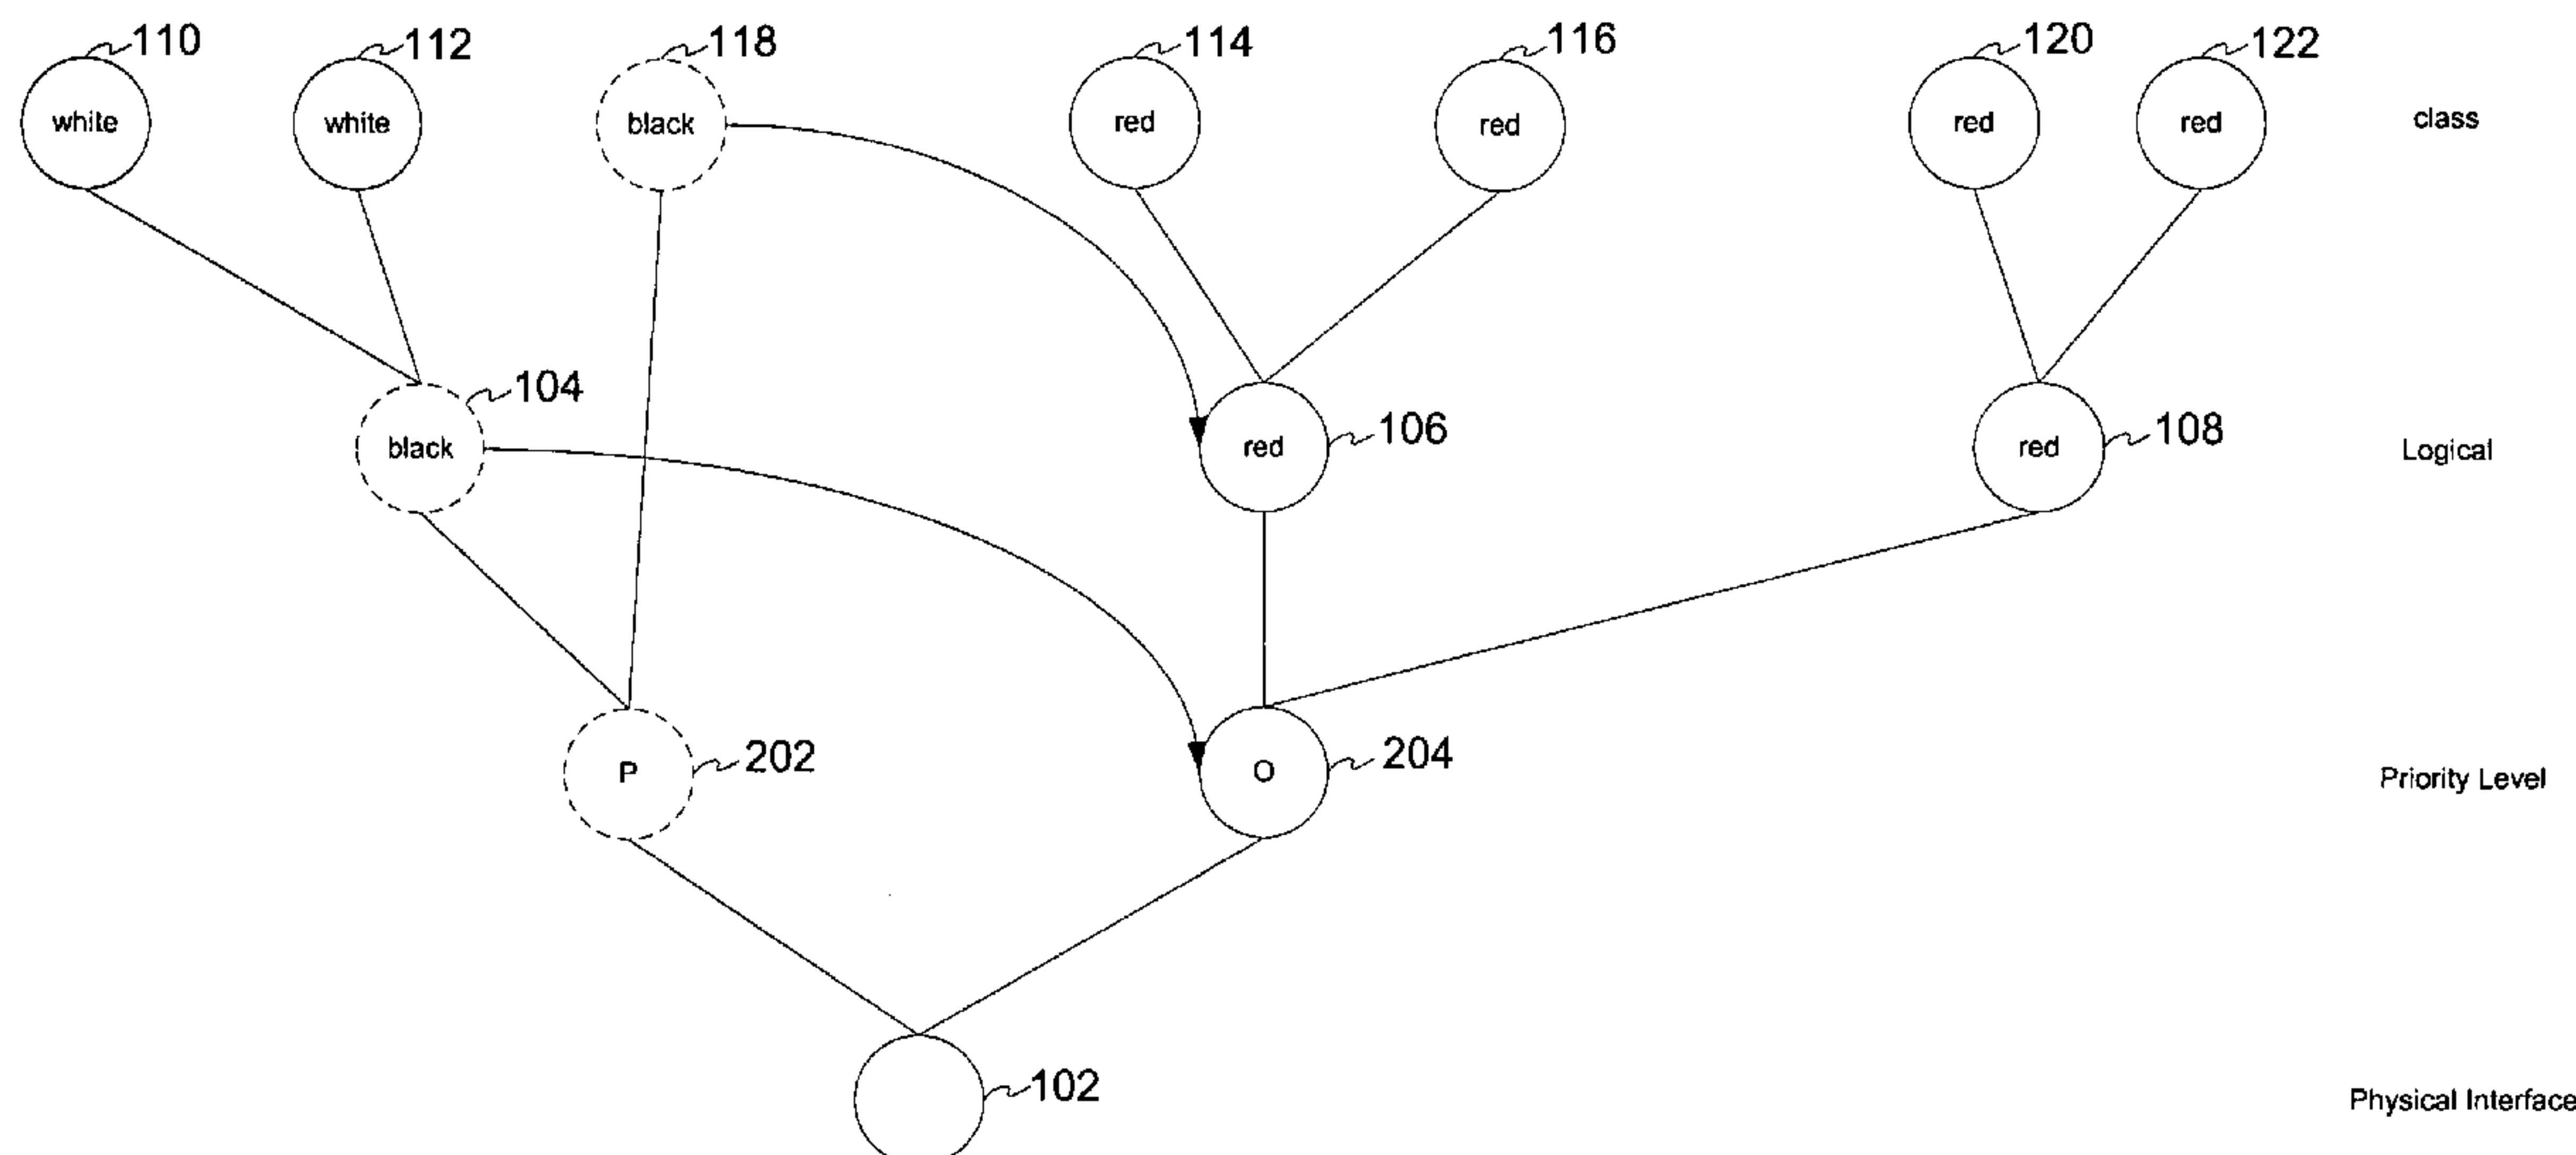 110
112
118
114
116
120
122
white
white
black
red
red
red
red
class
104
black
red
106
red
108
Logical
P
202
O
204
Priority Level
102
Physical Interface